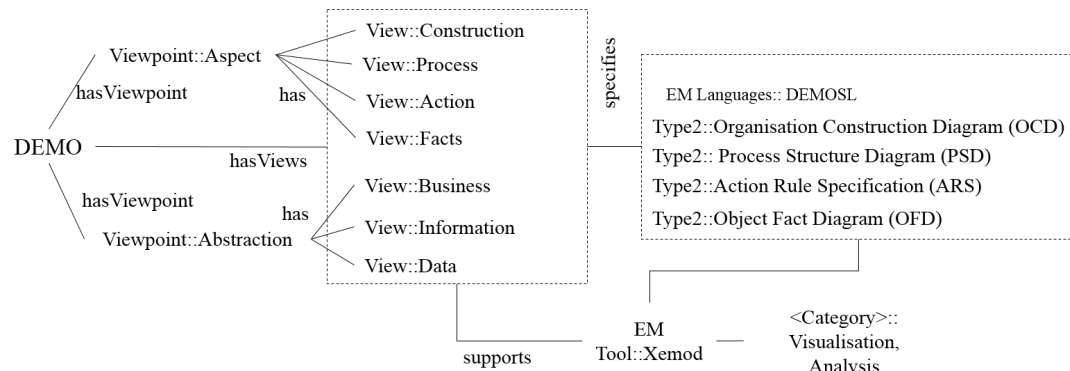 View::Construction
Viewpoint::Aspect
View::Process
hasViewpoint
has
View::Action
View::Facts
specifies
DEMO
hasViews
EM Languages:: DEMOSL
Type2::Organisation Construction Diagram (OCD)
Type2:: Process Structure Diagram (PSD)
Type2::Action Rule Specification (ARS)
Type2::Object Fact Diagram (OFD)
hasViewpoint
has
View::Business
Viewpoint::Abstraction
View::Information
View::Data
supports
EM
Tool::Xemod
<Category>::
Visualisation,
Analysis